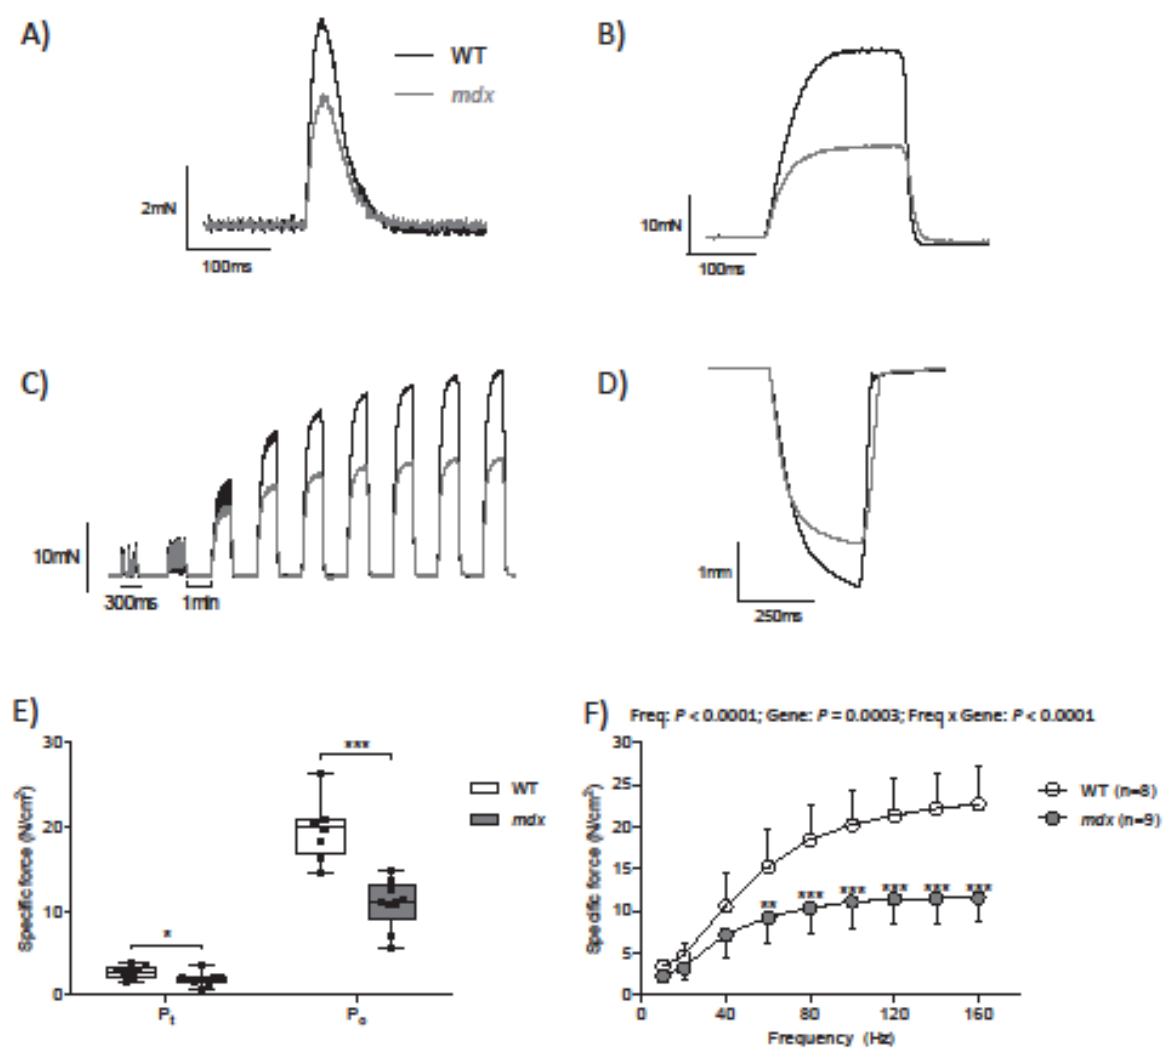 A)
WT
mdx
2mN
100ms
B)
10mN
100ms
C)
10mN
300ms
1min
D)
1mm
250ms
E)
Specific force (N/cm²)
30
20
10
0
*
***
Pt
Po
WT
mdx
F)
Freq: P < 0.0001; Gene: P = 0.0003; Freq x Gene: P < 0.0001
Specific force (N/cm²)
30
25
20
15
10
5
0
** *** *** *** *** ***
0 40 80 120 160
Frequency (Hz)
WT (n=8)
mdx (n=9)